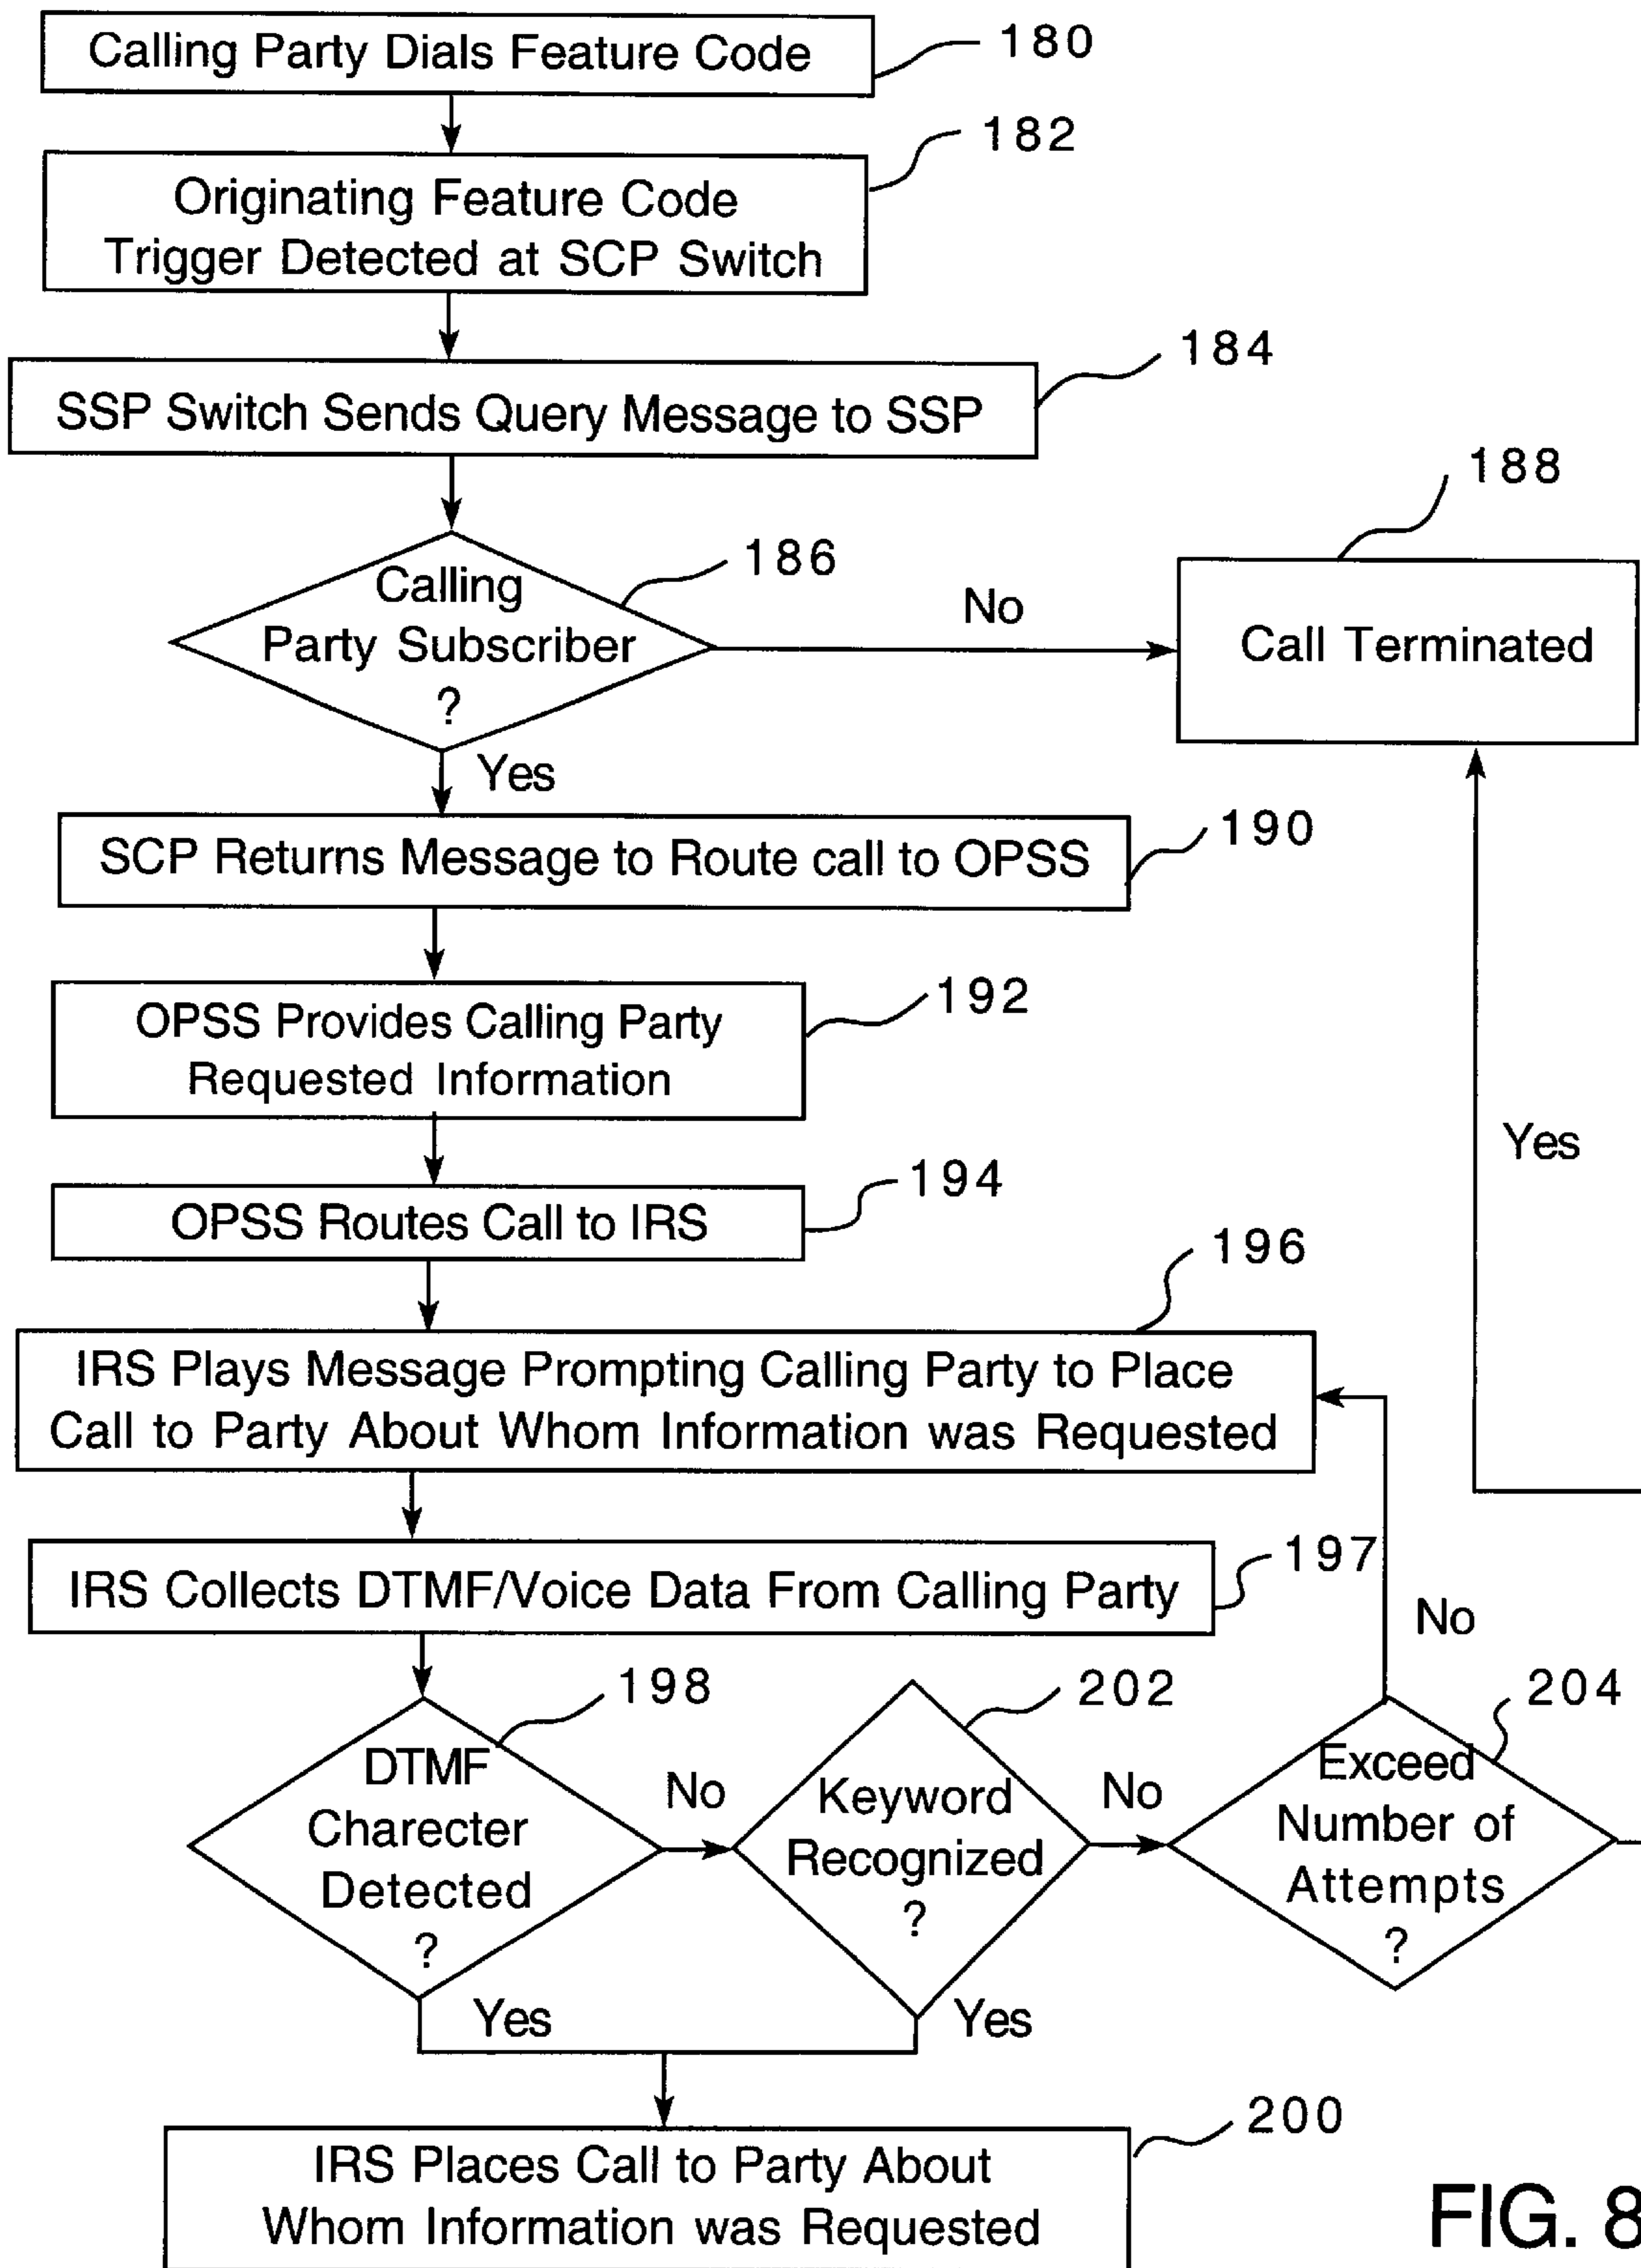 Calling Party Dials Feature Code
180
182
Originating Feature Code
Trigger Detected at SCP Switch
184
SSP Switch Sends Query Message to SSP
188
186
Calling
Party Subscriber
?
No
Call Terminated
Yes
190
SCP Returns Message to Route call to OPSS
192
OPSS Provides Calling Party
Requested Information
Yes
194
OPSS Routes Call to IRS
196
IRS Plays Message Prompting Calling Party to Place
Call to Party About Whom Information was Requested
197
IRS Collects DTMF/Voice Data From Calling Party
No
198
202
204
DTMF
Charecter
Detected
?
No
Keyword
Recognized
?
No
Exceed
Number of
Attempts
?
Yes
Yes
200
IRS Places Call to Party About
Whom Information was Requested
FIG. 8